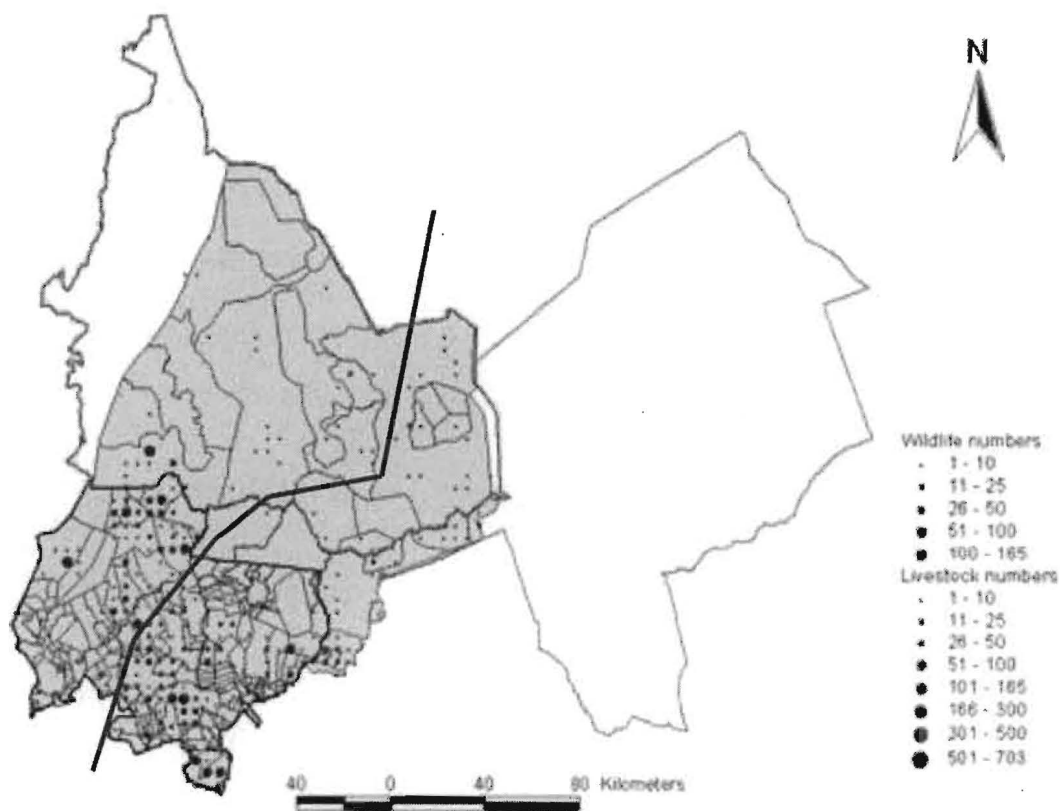 N
Wildlife numbers
1 - 10
11 - 25
26 - 50
51 - 100
100 - 165
Livestock numbers
1 - 10
11 - 25
26 - 50
51 - 100
101 - 165
166 - 300
301 - 500
501 - 703
40 0 40 80 Kilometers